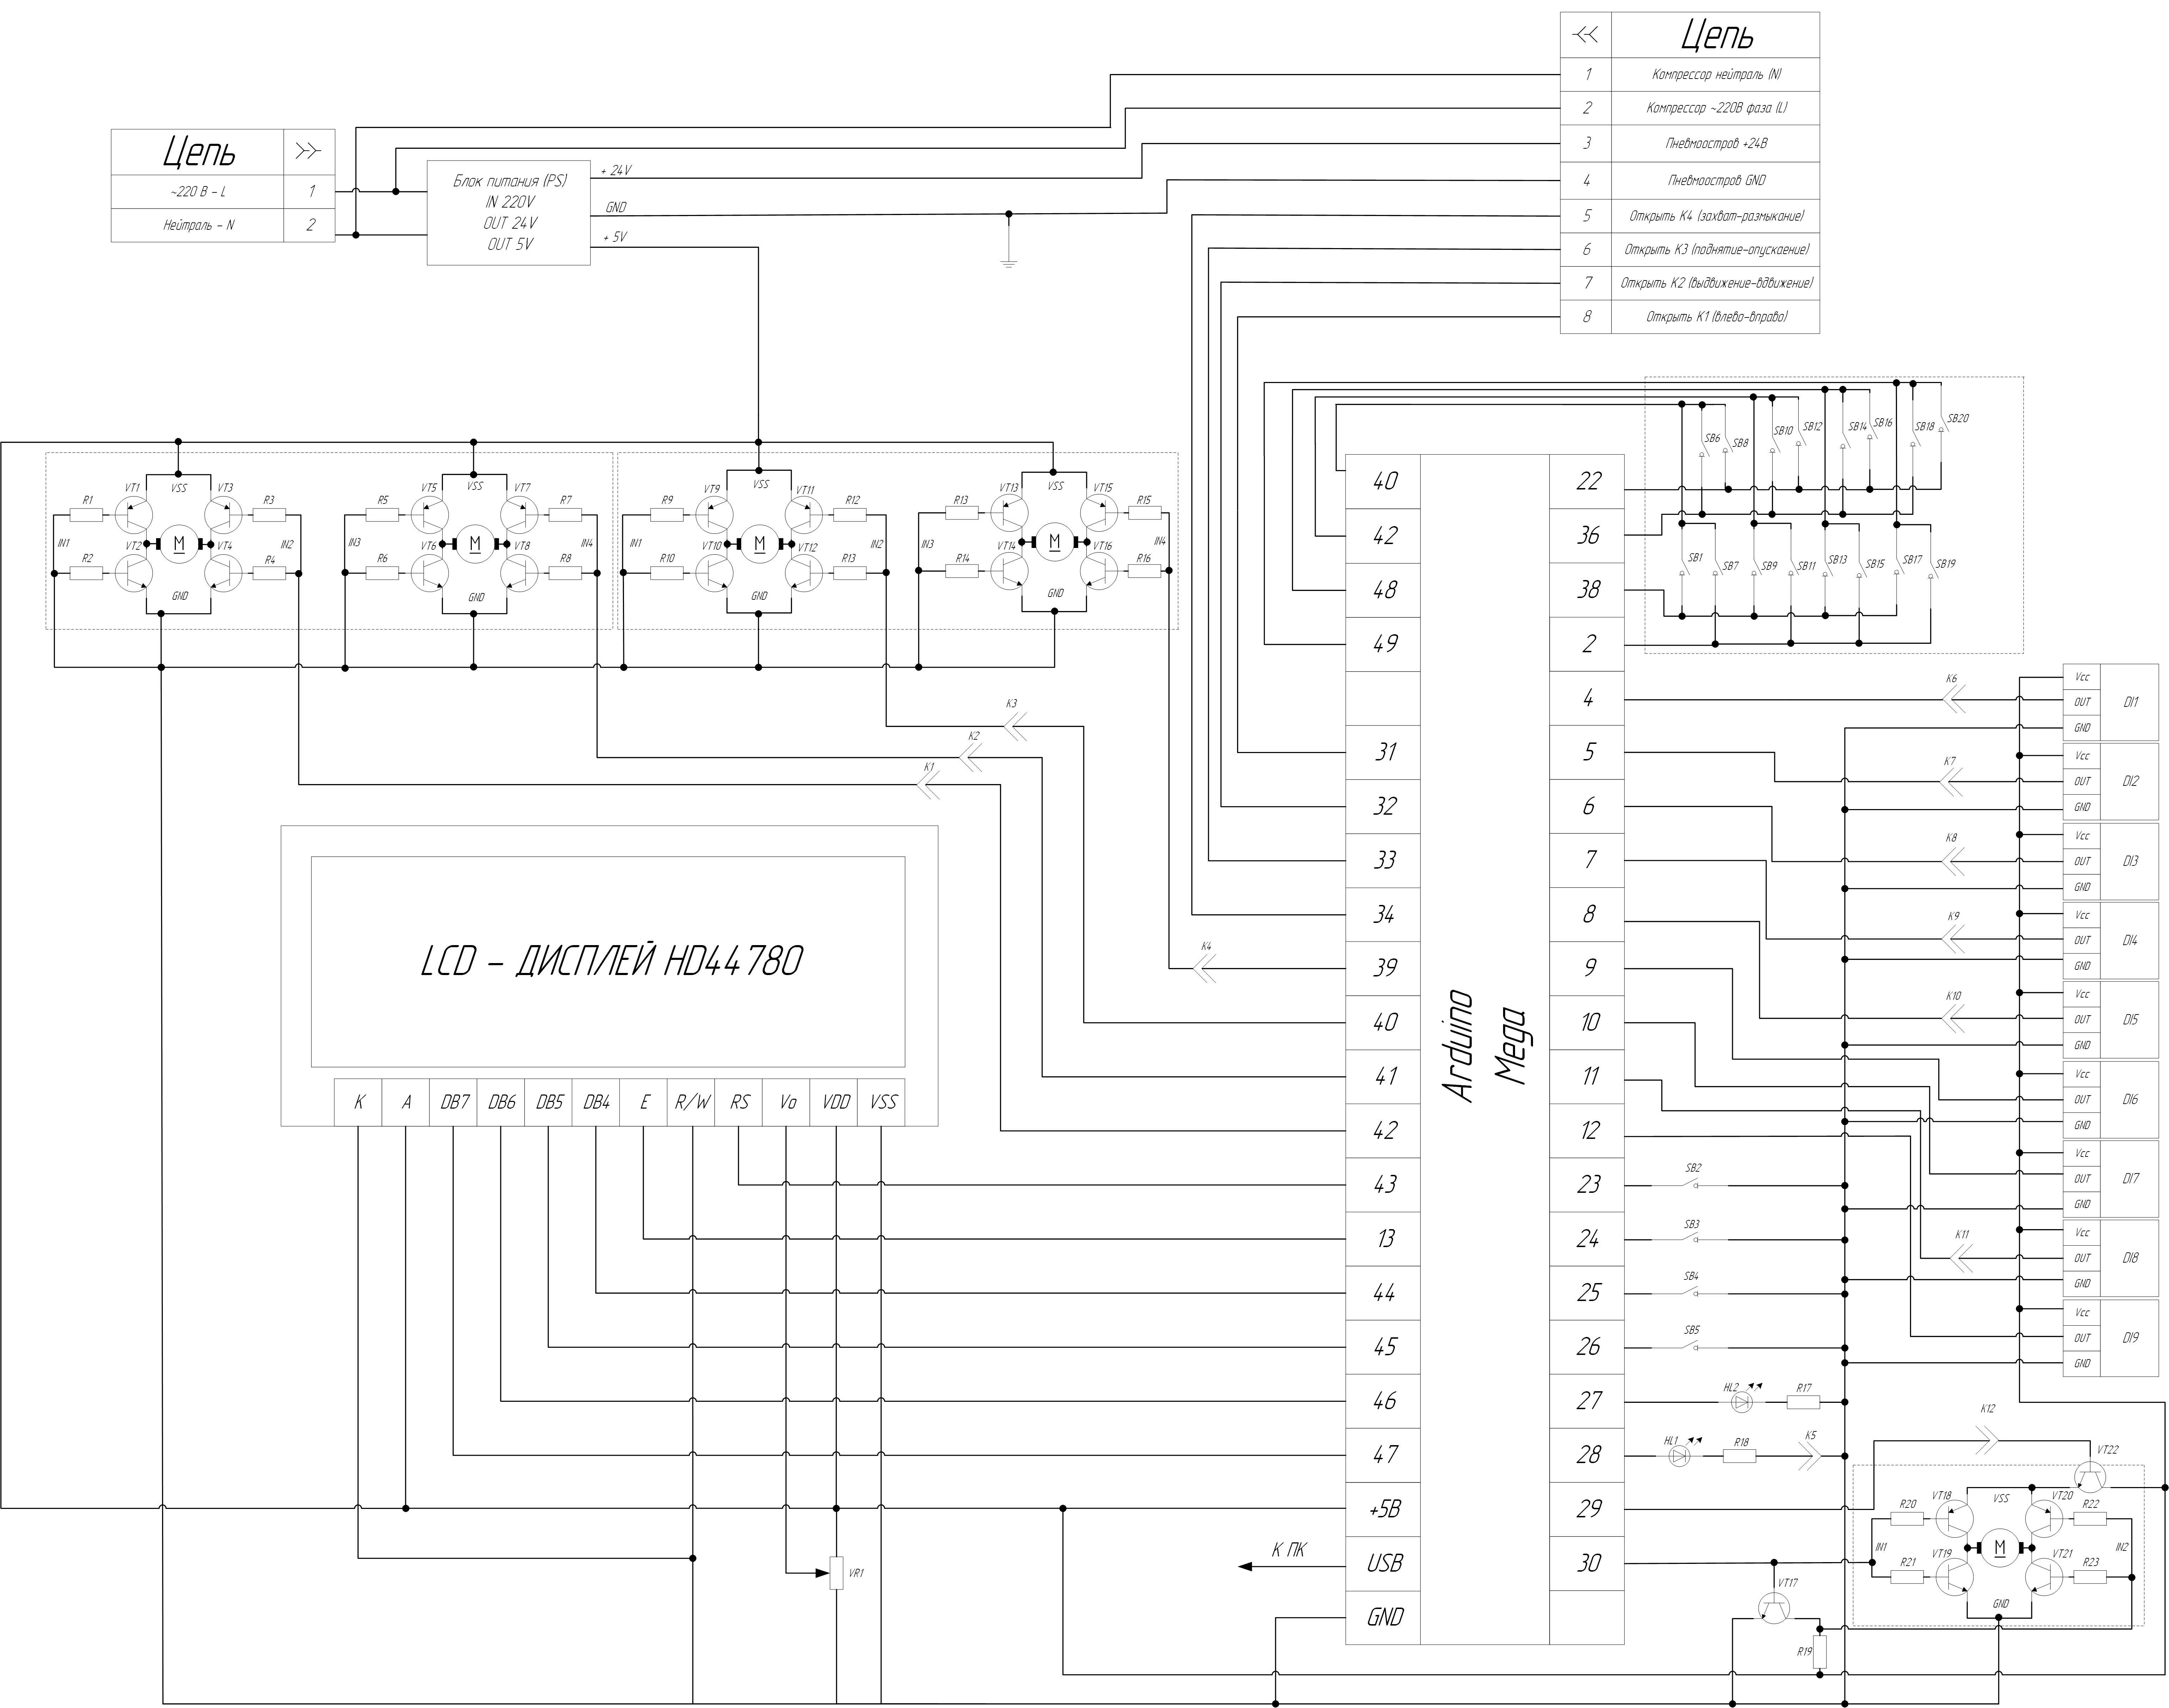 Цепь
1 Компрессор нейтраль (N)
2 Компрессор ~220В фаза (L)
3 Пневмоостров +24В
4 Пневмоостров GND
5 Открыть К4 (захват-размыкание)
6 Открыть К3 (поднятие-опускаение)
7 Открыть К2 (выдвижение-вдвижение)
8 Открыть К1 (влево-вправо)
Цепь
~220 В - L 1
Нейтраль - N 2
Блок питания (PS)
IN 220V
OUT 24V
OUT 5V
+ 24V
GND
+ 5V
VT1 VSS VT3
R1 R3
IN1 M IN2
VT2 VT4
R2 R4
GND
VT5 VSS VT7
R5 R7
IN3 M IN4
VT6 VT8
R6 R8
GND
VT9 VSS VT11
R9 R12
IN1 M IN2
VT10 VT12
R10 R13
GND
VT13 VSS VT15
R13 R15
IN3 M IN4
VT14 VT16
R14 R16
GND
K3
K2
K1
K4
LCD - ДИСПЛЕЙ HD44780
K A DB7 DB6 DB5 DB4 E R/W RS Vo VDD VSS
VR1
К ПК
Arduino
Mega
40 22
42 36
48 38
49 2
4
31 5
32 6
33 7
34 8
39 9
40 10
41 11
42 12
43 23
13 24
44 25
45 26
46 27
47 28
+5В 29
USB 30
GND
SB6 SB8 SB10 SB12 SB14 SB16 SB18 SB20
SB1 SB7 SB9 SB11 SB13 SB15 SB17 SB19
K6
K7
K8
K9
K10
K11
Vcc
OUT DI1
GND
Vcc
OUT DI2
GND
Vcc
OUT DI3
GND
Vcc
OUT DI4
GND
Vcc
OUT DI5
GND
Vcc
OUT DI6
GND
Vcc
OUT DI7
GND
Vcc
OUT DI8
GND
Vcc
OUT DI9
GND
SB2
SB3
SB4
SB5
HL2 R17
HL1 R18 K5
K12
VT22
VT18 VSS VT20
R20 R22
IN1 M IN2
VT19 VT21
R21 R23
GND
VT17
R19